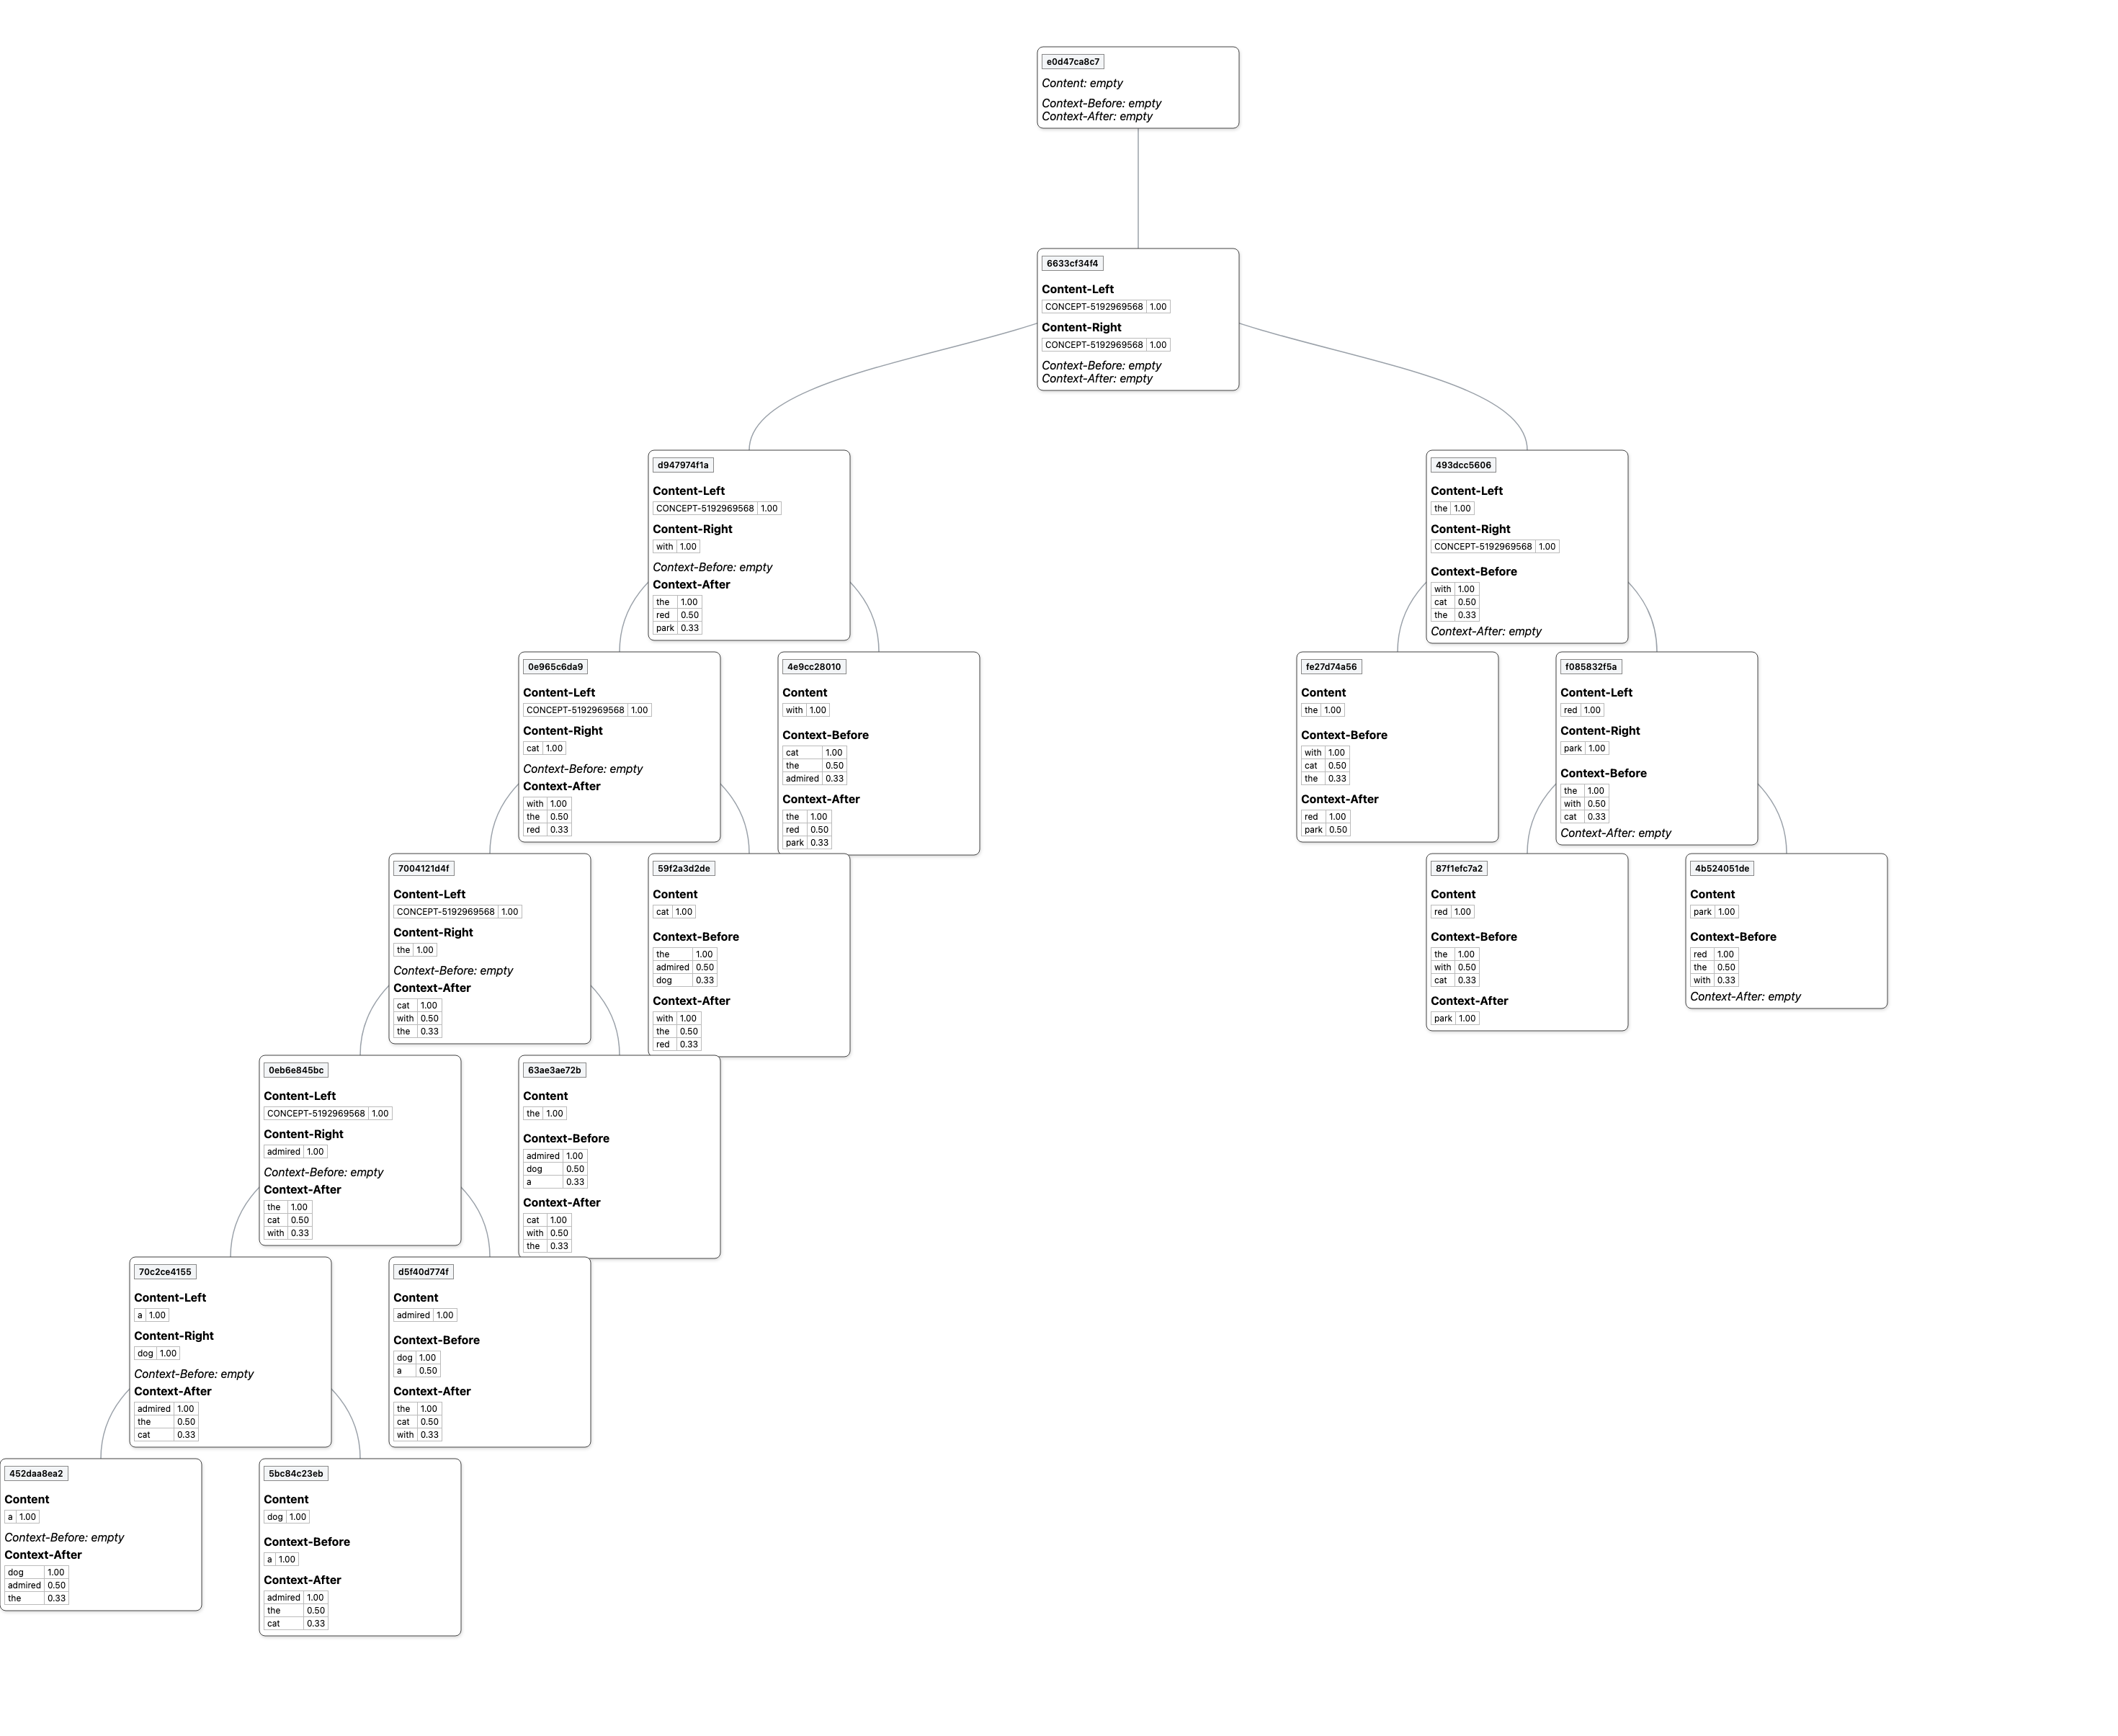 e0d47ca8c7
Content: empty
Context-Before: empty
Context-After: empty
6633cf34f4
Content-Left
CONCEPT-5192969568 1.00
Content-Right
CONCEPT-5192969568 1.00
Context-Before: empty
Context-After: empty
d947974f1a
Content-Left
CONCEPT-5192969568 1.00
Content-Right
with 1.00
Context-Before: empty
Context-After
the 1.00
red 0.50
park 0.33
493dcc5606
Content-Left
the 1.00
Content-Right
CONCEPT-5192969568 1.00
Context-Before
with 1.00
cat 0.50
the 0.33
Context-After: empty
0e965c6da9
Content-Left
CONCEPT-5192969568 1.00
Content-Right
cat 1.00
Context-Before: empty
Context-After
with 1.00
the 0.50
red 0.33
4e9cc28010
Content
with 1.00
Context-Before
cat 1.00
the 0.50
admired 0.33
Context-After
the 1.00
red 0.50
park 0.33
fe27d74a56
Content
the 1.00
Context-Before
with 1.00
cat 0.50
the 0.33
Context-After
red 1.00
park 0.50
f085832f5a
Content-Left
red 1.00
Content-Right
park 1.00
Context-Before
the 1.00
with 0.50
cat 0.33
Context-After: empty
7004121d4f
Content-Left
CONCEPT-5192969568 1.00
Content-Right
the 1.00
Context-Before: empty
Context-After
cat 1.00
with 0.50
the 0.33
59f2a3d2de
Content
cat 1.00
Context-Before
the 1.00
admired 0.50
dog 0.33
Context-After
with 1.00
the 0.50
red 0.33
87f1efc7a2
Content
red 1.00
Context-Before
the 1.00
with 0.50
cat 0.33
Context-After
park 1.00
4b524051de
Content
park 1.00
Context-Before
red 1.00
the 0.50
with 0.33
Context-After: empty
0eb6e845bc
Content-Left
CONCEPT-5192969568 1.00
Content-Right
admired 1.00
Context-Before: empty
Context-After
the 1.00
cat 0.50
with 0.33
63ae3ae72b
Content
the 1.00
Context-Before
admired 1.00
dog 0.50
a 0.33
Context-After
cat 1.00
with 0.50
the 0.33
70c2ce4155
Content-Left
a 1.00
Content-Right
dog 1.00
Context-Before: empty
Context-After
admired 1.00
the 0.50
cat 0.33
d5f40d774f
Content
admired 1.00
Context-Before
dog 1.00
a 0.50
Context-After
the 1.00
cat 0.50
with 0.33
452daa8ea2
Content
a 1.00
Context-Before: empty
Context-After
dog 1.00
admired 0.50
the 0.33
5bc84c23eb
Content
dog 1.00
Context-Before
a 1.00
Context-After
admired 1.00
the 0.50
cat 0.33